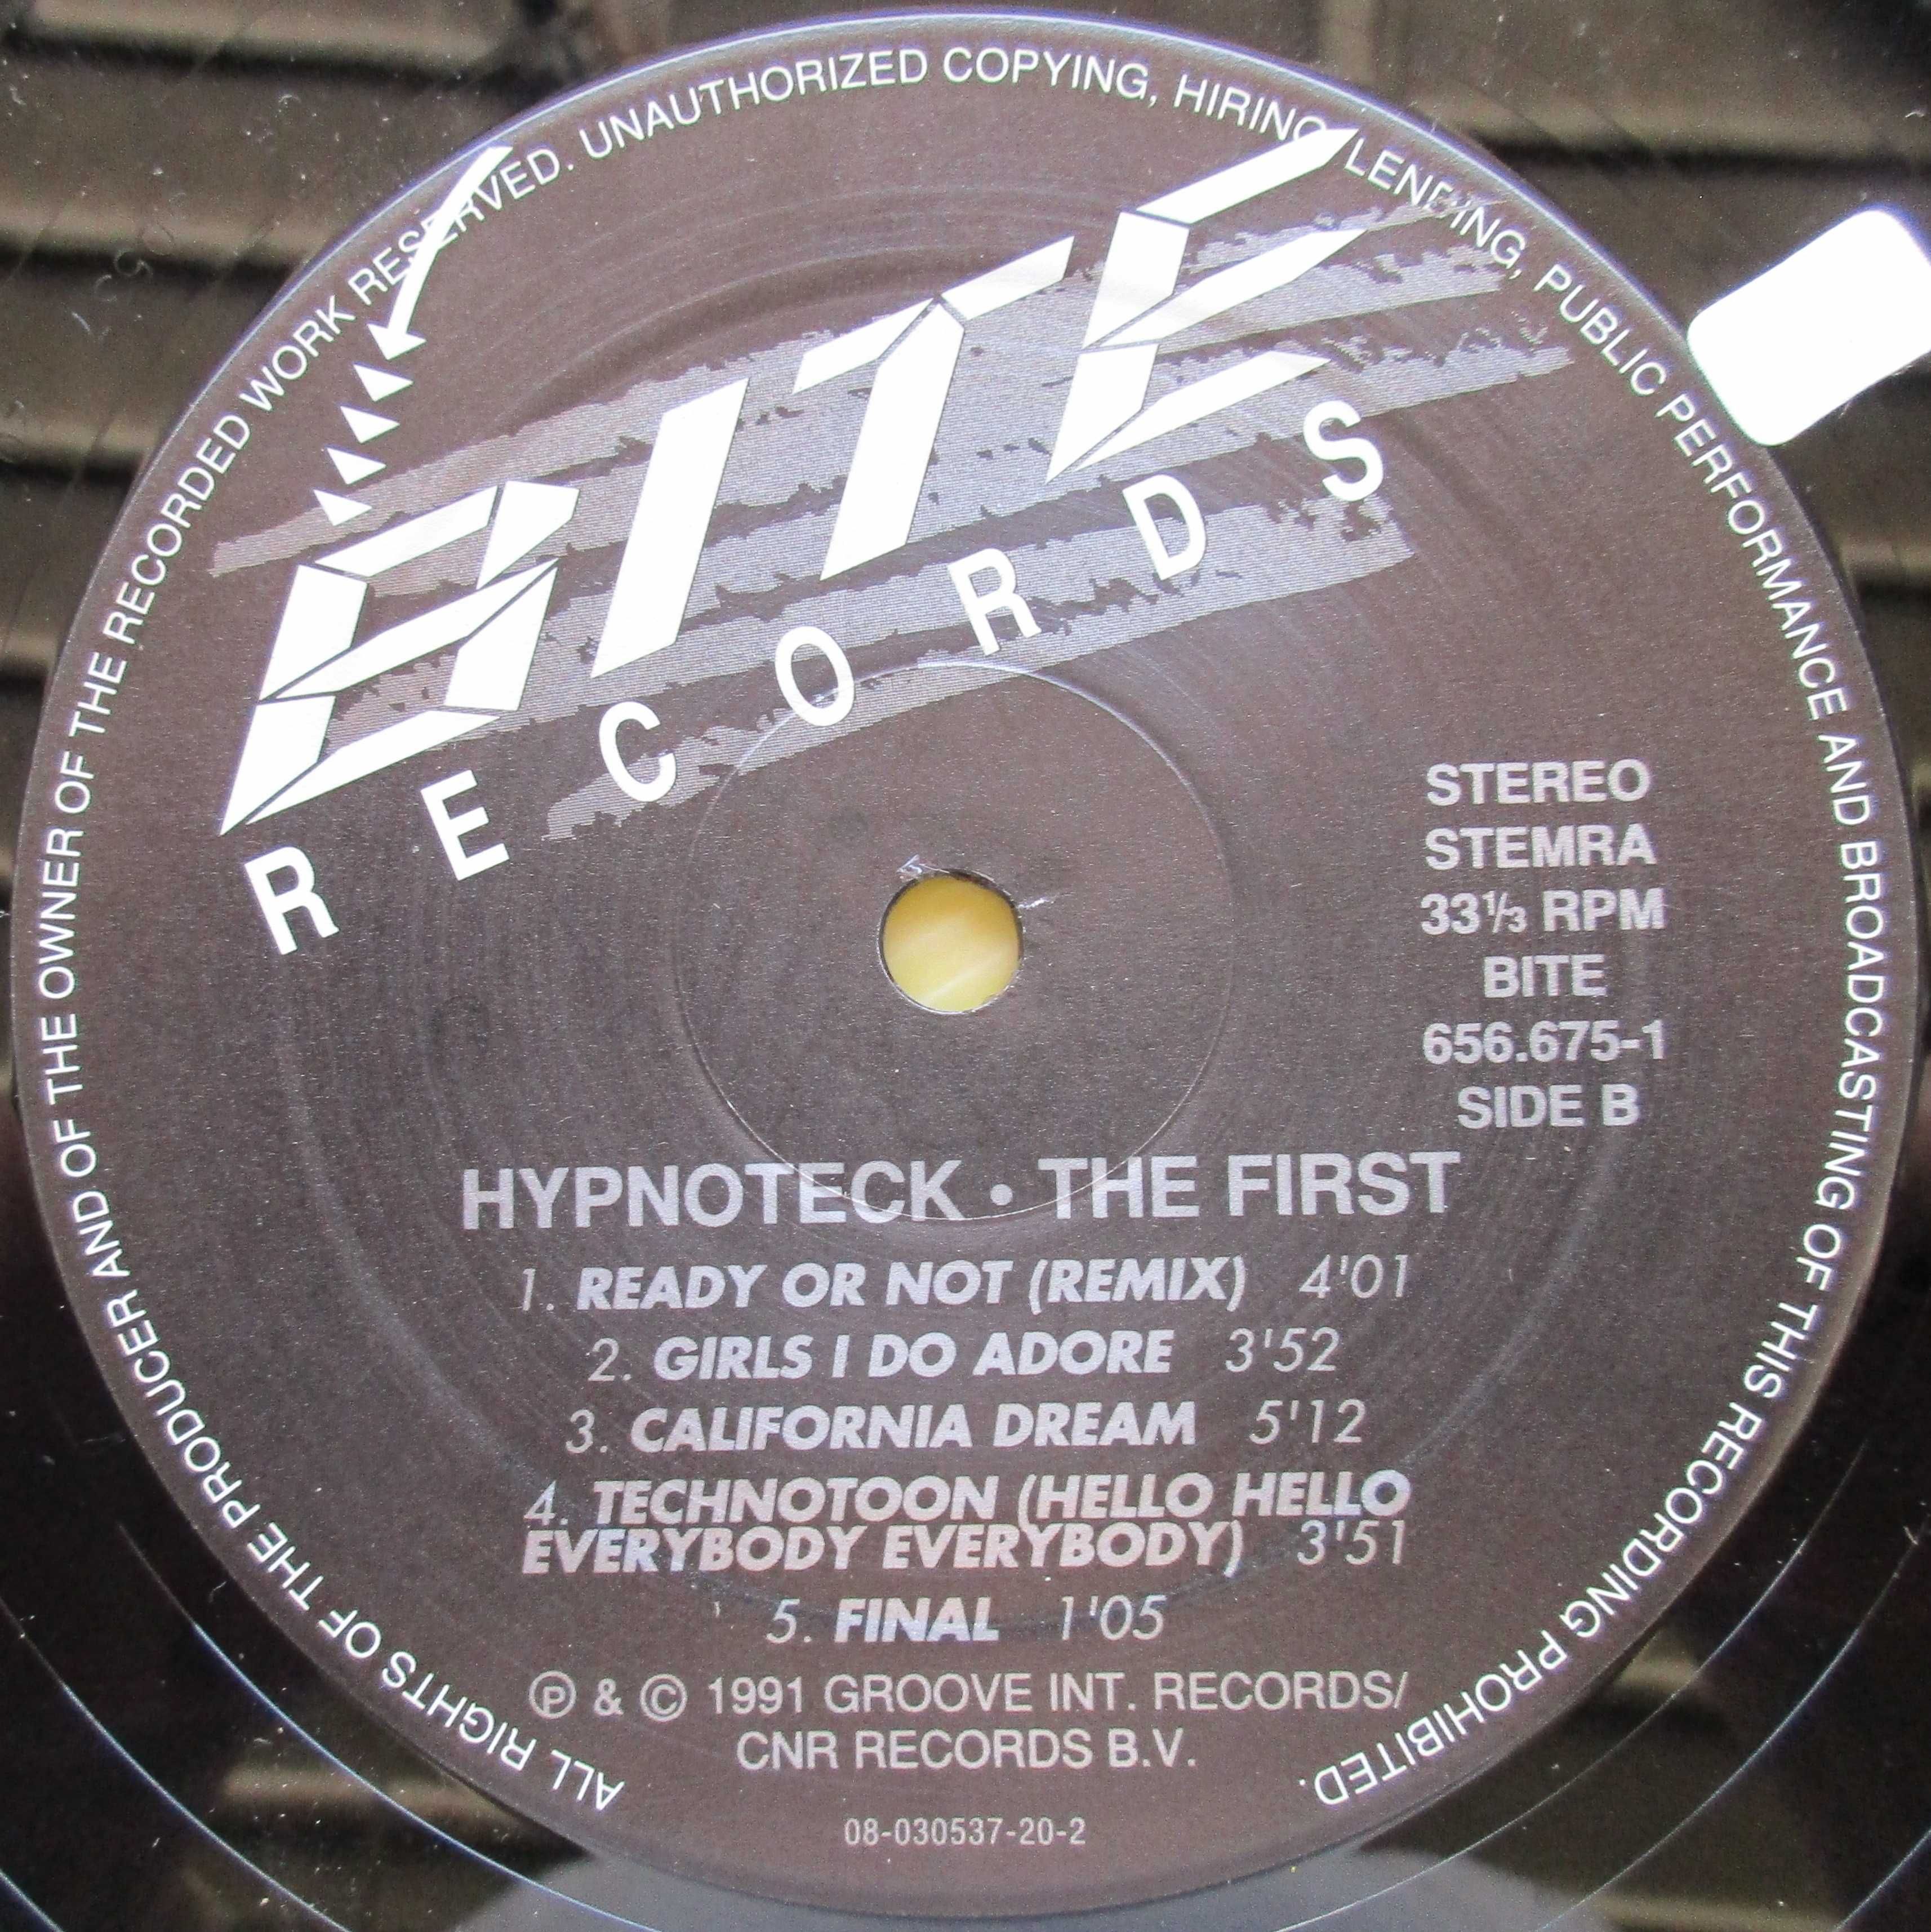 ALL RIGHTS OF THE PRODUCER AND OF THE OWNER OF THE RECORDED WORK RESERVED. UNAUTHORIZED COPYING, HIRING, LENDING, PUBLIC PERFORMANCE AND BROADCASTING OF THIS RECORDING PROHIBITED.
BITE
RECORDS
STEREO
STEMRA
33⅓ RPM
BITE
656.675-1
SIDE B
HYPNOTECK • THE FIRST
1. READY OR NOT (REMIX) 4'01
2. GIRLS I DO ADORE 3'52
3. CALIFORNIA DREAM 5'12
4. TECHNOTOON (HELLO HELLO
EVERYBODY EVERYBODY) 3'51
5. FINAL 1'05
℗ & © 1991 GROOVE INT. RECORDS/
CNR RECORDS B.V.
08-030537-20-2